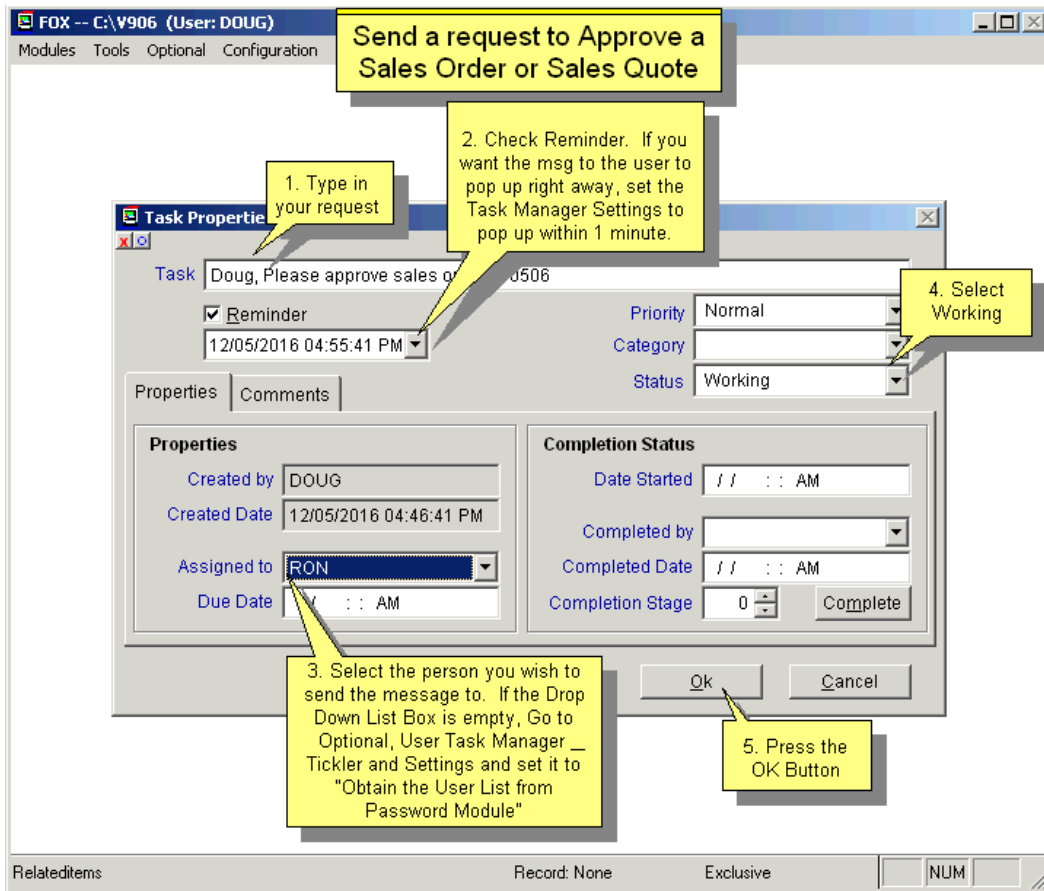 FOX -- C:\V906 (User: DOUG)
Modules Tools Optional Configuration
Send a request to Approve a
Sales Order or Sales Quote
2. Check Reminder. If you
want the msg to the user to
pop up right away, set the
Task Manager Settings to
pop up within 1 minute.
1. Type in
your request
Task Propertie
Task Doug, Please approve sales o 0506
4. Select
Working
Reminder
12/05/2016 04:55:41 PM
Priority Normal
Category
Status Working
Properties Comments
Properties
Created by DOUG
Created Date 12/05/2016 04:46:41 PM
Assigned to RON
Due Date / : : AM
Completion Status
Date Started / / : : AM
Completed by
Completed Date / / : : AM
Completion Stage 0 Complete
3. Select the person you wish to
send the message to. If the Drop
Down List Box is empty, Go to
Optional, User Task Manager _
Tickler and Settings and set it to
"Obtain the User List from
Password Module"
Ok Cancel
5. Press the
OK Button
Relateditems Record: None Exclusive NUM